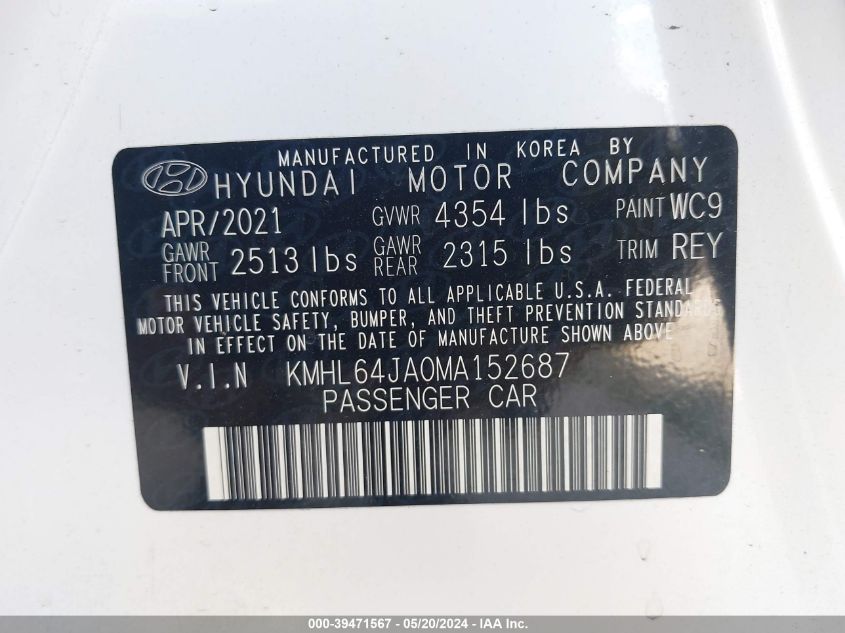 MANUFACTURED IN KOREA BY
HYUNDAI MOTOR COMPANY
APR/2021 GVWR 4354 lbs PAINT WC9
GAWR FRONT 2513 lbs GAWR REAR 2315 lbs TRIM REY
THIS VEHICLE CONFORMS TO ALL APPLICABLE U.S.A. FEDERAL
MOTOR VEHICLE SAFETY, BUMPER, AND THEFT PREVENTION STANDARDS
IN EFFECT ON THE DATE OF MANUFACTURE SHOWN ABOVE
V.I.N KMHL64JA0MA152687
PASSENGER CAR
000-39471567 - 05/20/2024 - IAA Inc.